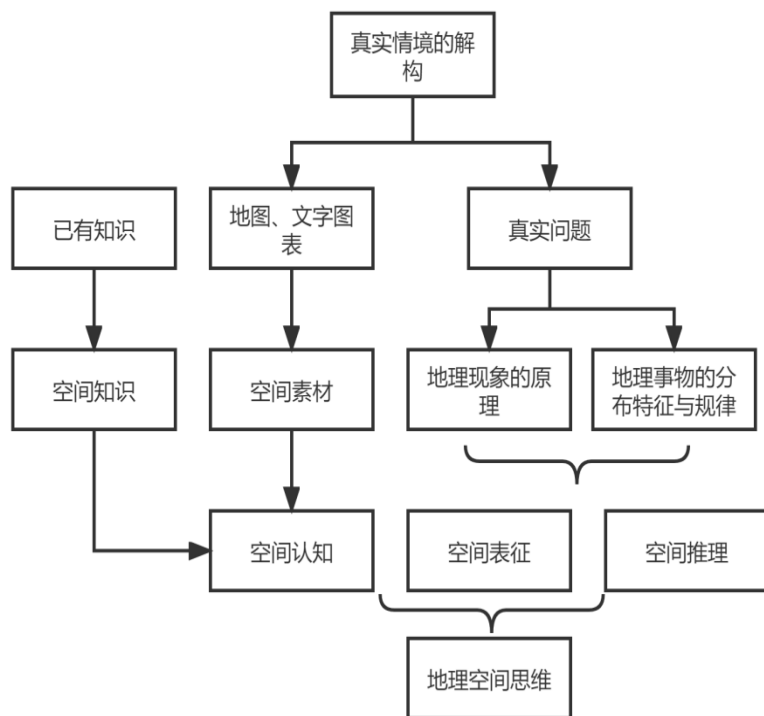 真实情境的解
构
已有知识
地图、文字图
表
真实问题
空间知识
空间素材
地理现象的原
理
地理事物的分
布特征与规律
空间认知
空间表征
空间推理
地理空间思维